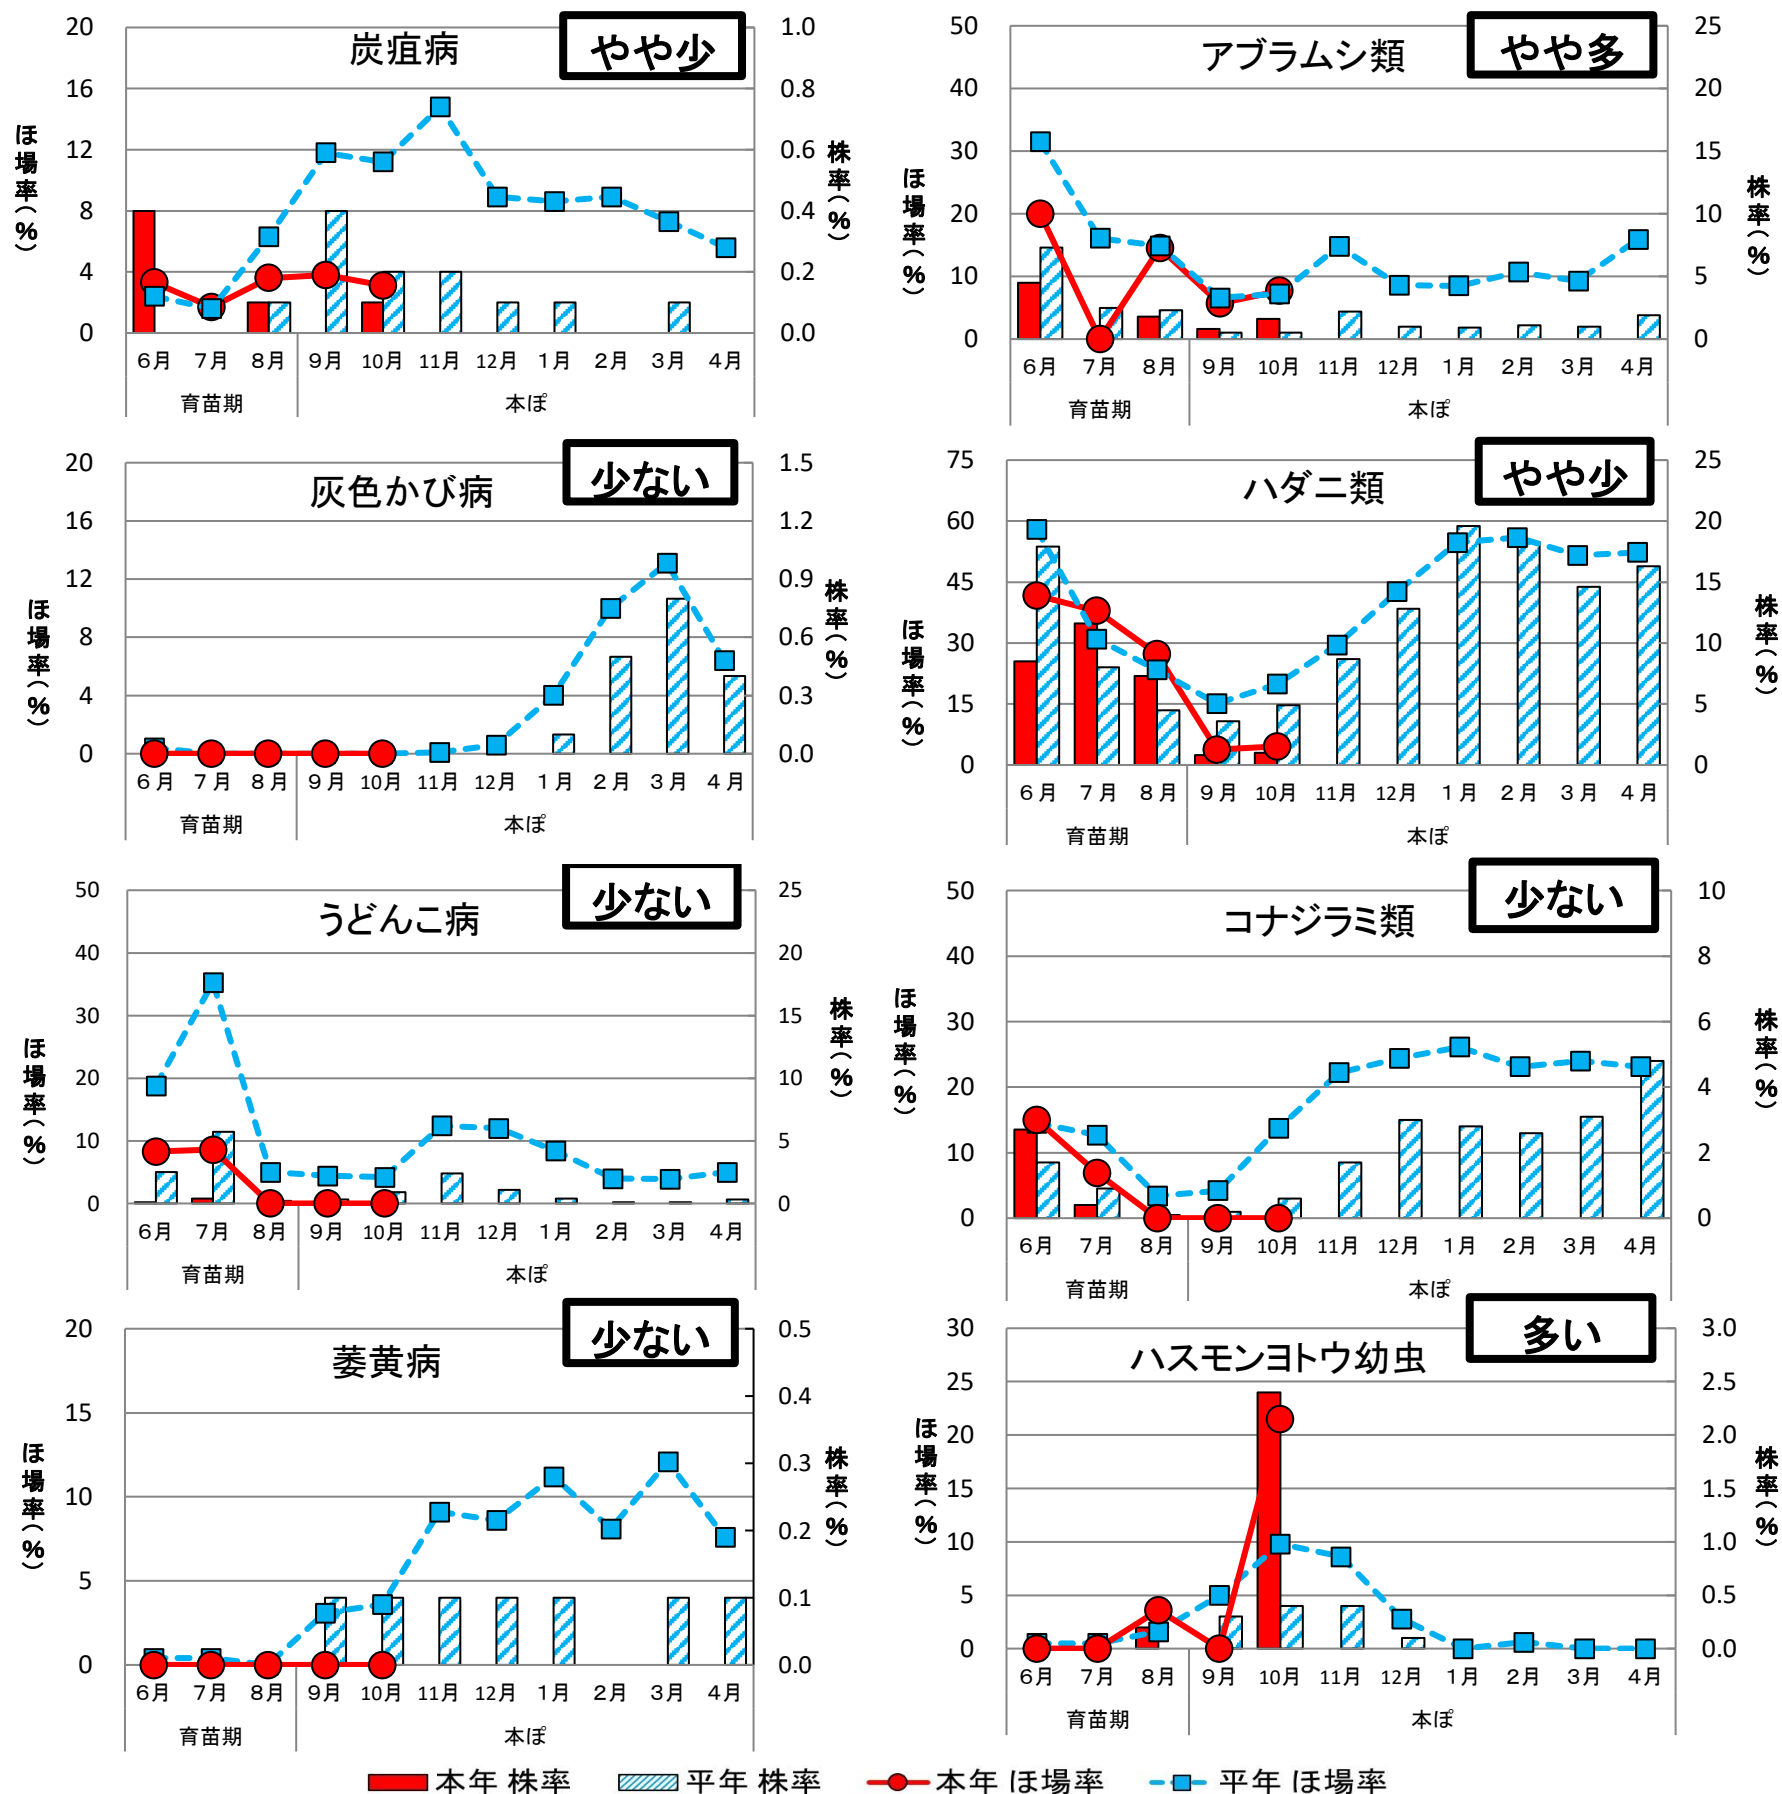 炭疽病
やや少
20
16
12
8
4
0
1.0
0.8
0.6
0.4
0.2
0.0
ほ場率(%)
株率(%)
6月 7月 8月 9月 10月 11月 12月 1月 2月 3月 4月
育苗期 本ぽ
アブラムシ類
やや多
50
40
30
20
10
0
25
20
15
10
5
0
ほ場率(%)
株率(%)
6月 7月 8月 9月 10月 11月 12月 1月 2月 3月 4月
育苗期 本ぽ
灰色かび病
少ない
20
16
12
8
4
0
1.5
1.2
0.9
0.6
0.3
0.0
ほ場率(%)
株率(%)
6月 7月 8月 9月 10月 11月 12月 1月 2月 3月 4月
育苗期 本ぽ
ハダニ類
やや少
75
60
45
30
15
0
25
20
15
10
5
0
ほ場率(%)
株率(%)
6月 7月 8月 9月 10月 11月 12月 1月 2月 3月 4月
育苗期 本ぽ
うどんこ病
少ない
50
40
30
20
10
0
25
20
15
10
5
0
ほ場率(%)
株率(%)
6月 7月 8月 9月 10月 11月 12月 1月 2月 3月 4月
育苗期 本ぽ
コナジラミ類
少ない
50
40
30
20
10
0
10
8
6
4
2
0
ほ場率(%)
株率(%)
6月 7月 8月 9月 10月 11月 12月 1月 2月 3月 4月
育苗期 本ぽ
萎黄病
少ない
20
15
10
5
0
0.5
0.4
0.3
0.2
0.1
0.0
ほ場率(%)
株率(%)
6月 7月 8月 9月 10月 11月 12月 1月 2月 3月 4月
育苗期 本ぽ
ハスモンヨトウ幼虫
多い
30
25
20
15
10
5
0
3.0
2.5
2.0
1.5
1.0
0.5
0.0
ほ場率(%)
株率(%)
6月 7月 8月 9月 10月 11月 12月 1月 2月 3月 4月
育苗期 本ぽ
本年 株率 平年 株率 本年 ほ場率 平年 ほ場率